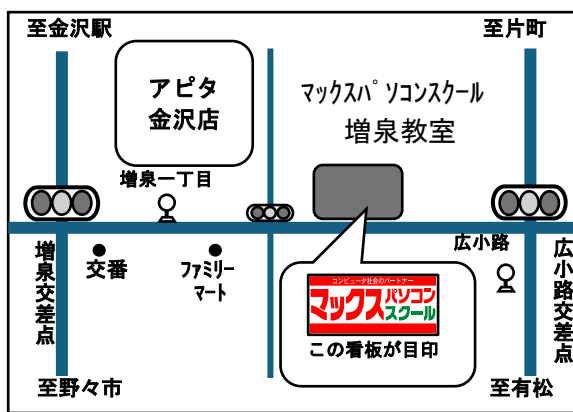 至金沢駅
至片町
アピタ
金沢店
マックスパソコンスクール
増泉教室
増泉一丁目
広小路
増泉交差点
交番
ファミリー
マート
広小路交差点
コンピュータ社会のパートナー
マックスパソコン
スクール
この看板が目印
至野々市
至有松